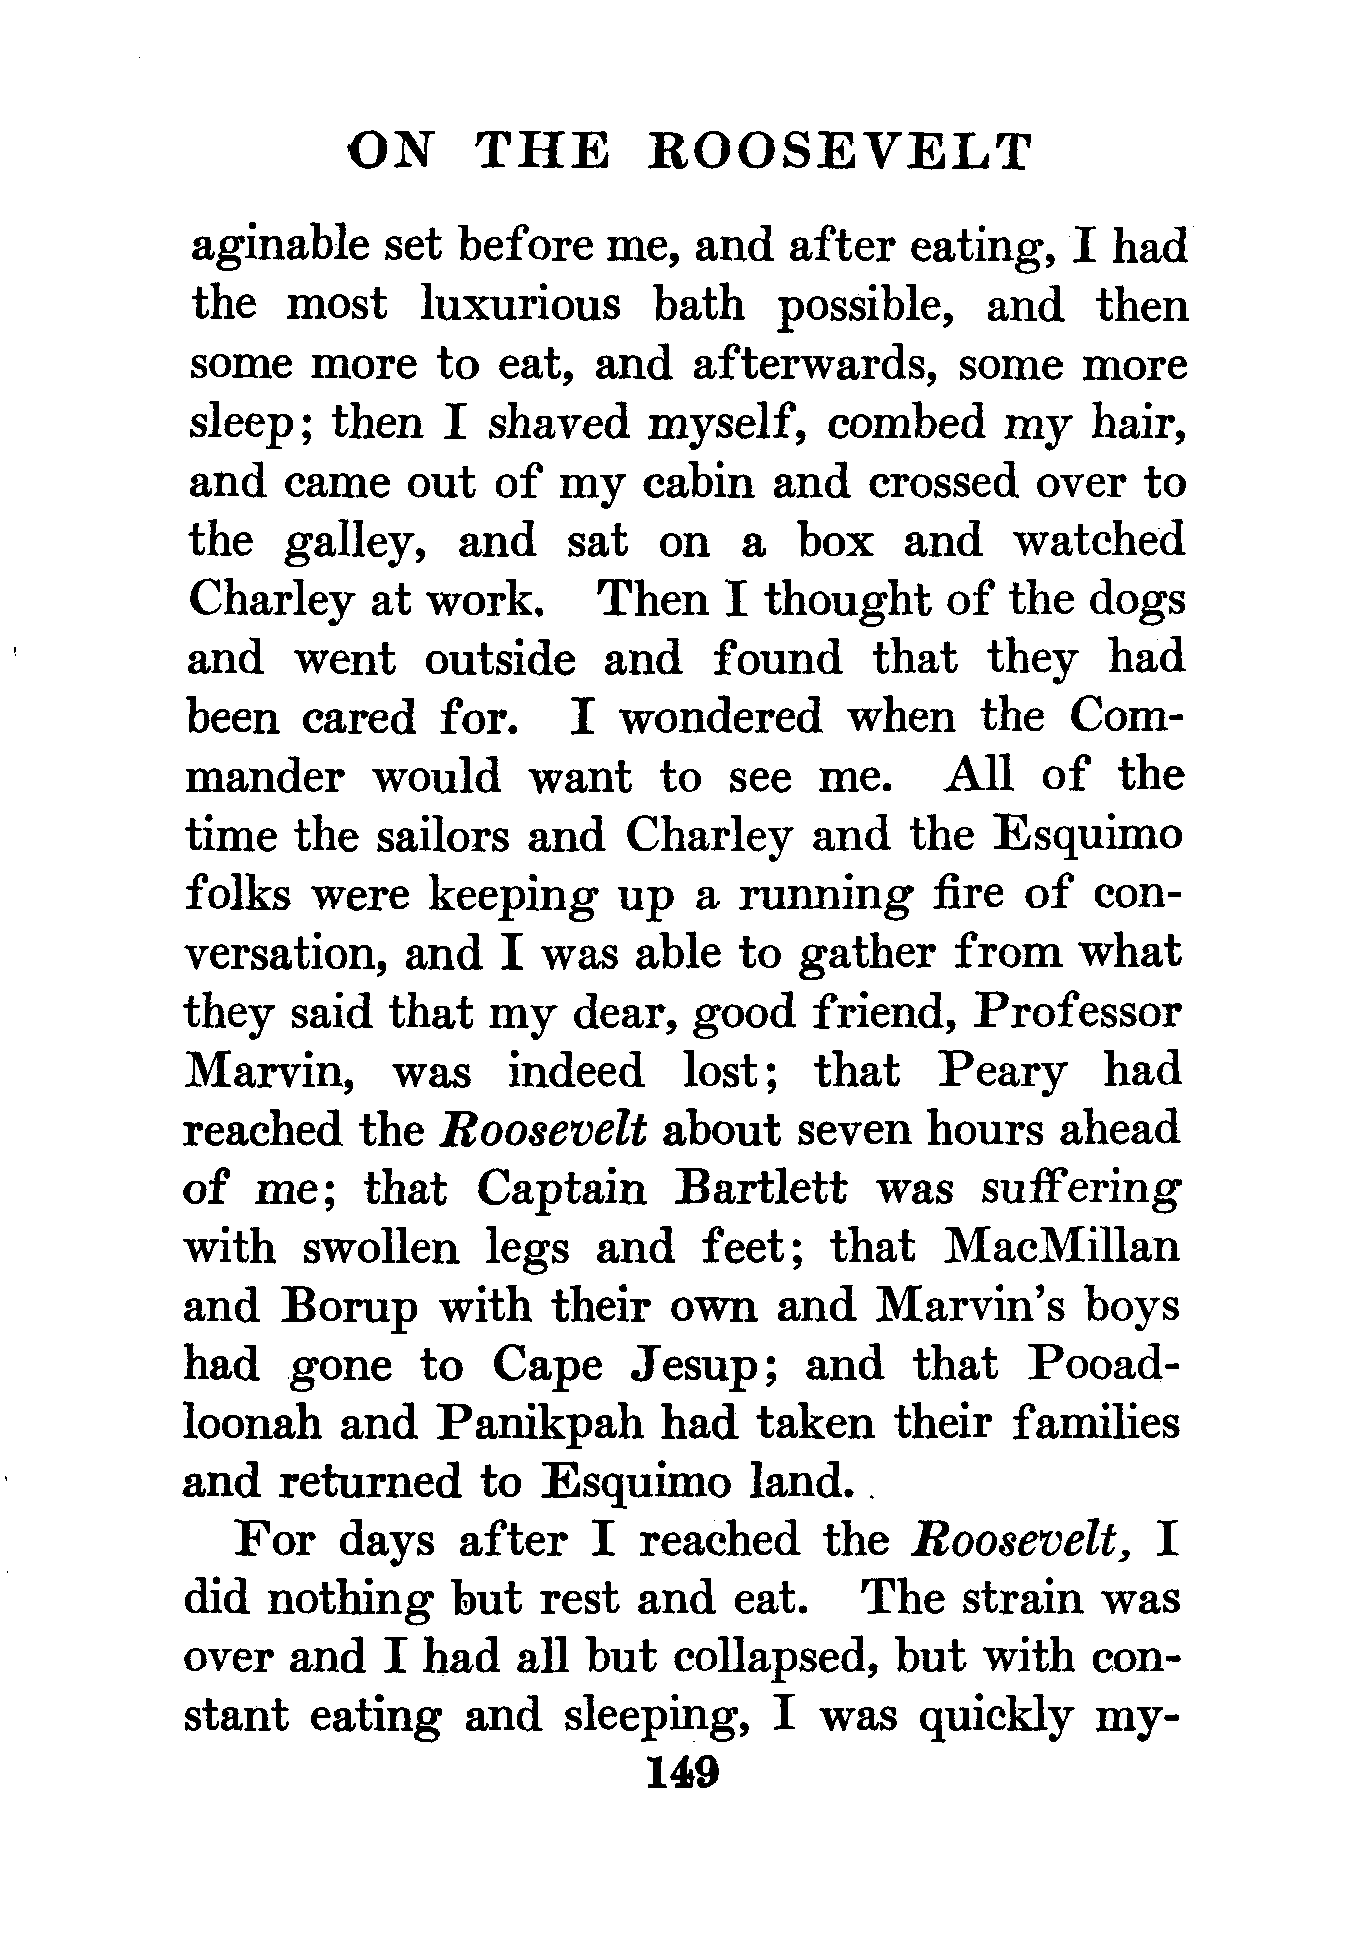 ON THE ROOSEVELT
aginable set before me, and after eating, I had
the most luxurious bath possible, and then
some more to eat, and afterwards, some more
sleep; then I shaved myself, combed my hair,
and came out of my cabin and crossed over to
the galley, and sat on a box and watched
Charley at work. Then I thought of the dogs
and went outside and found that they had
been cared for. I wondered when the Com-
mander would want to see me. All of the
time the sailors and Charley and the Esquimo
folks were keeping up a running fire of con-
versation, and I was able to gather from what
they said that my dear, good friend, Professor
Marvin, was indeed lost; that Peary had
reached the Roosevelt about seven hours ahead
of me; that Captain Bartlett was suffering
with swollen legs and feet; that MacMillan
and Borup with their own and Marvin's boys
had gone to Cape Jesup; and that Pooad-
loonah and Panikpah had taken their families
and returned to Esquimo land.
For days after I reached the Roosevelt, I
did nothing but rest and eat. The strain was
over and I had all but collapsed, but with con-
stant eating and sleeping, I was quickly my-
149